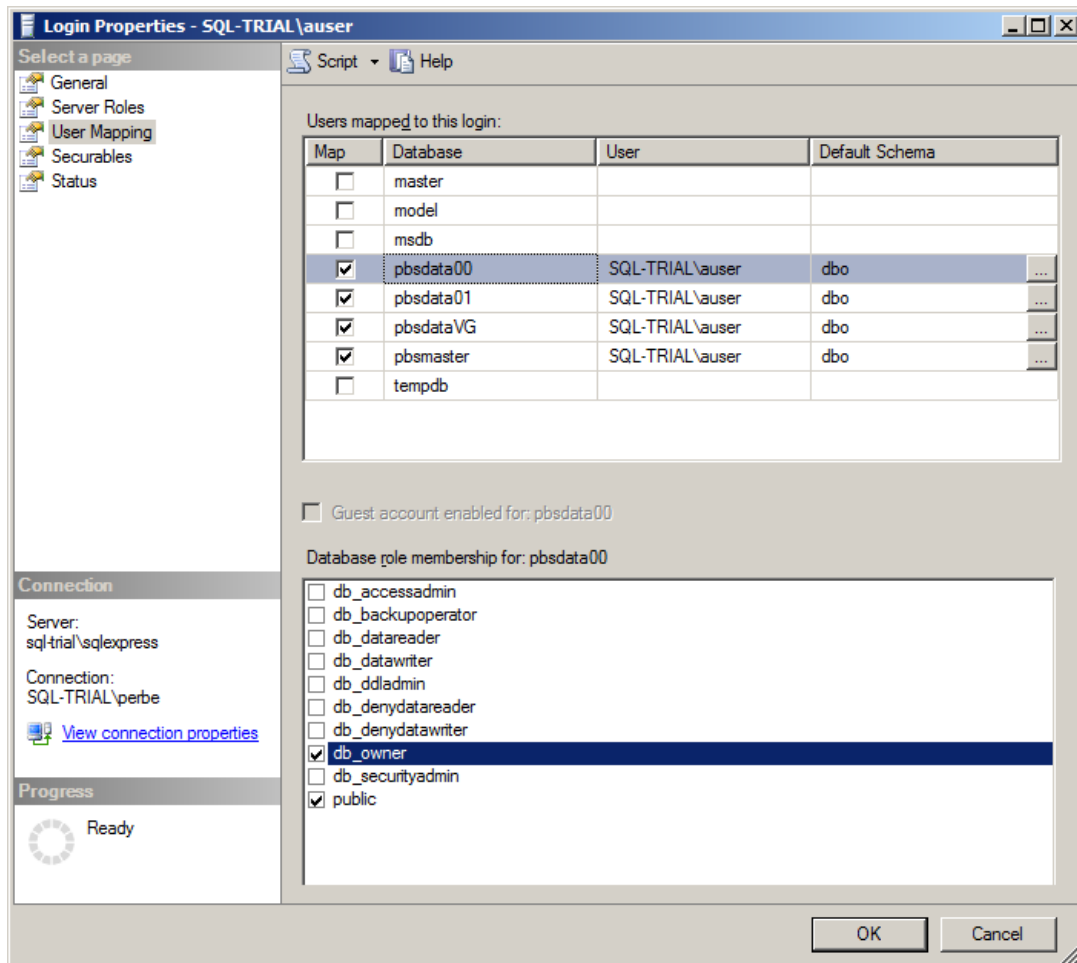 Login Properties - SQL-TRIAL\auser
Select a page
General
Server Roles
User Mapping
Securables
Status
Script Help
Users mapped to this login:
Map Database User Default Schema
master
model
msdb
pbsdata00 SQL-TRIAL\auser dbo ...
pbsdata01 SQL-TRIAL\auser dbo ...
pbsdataVG SQL-TRIAL\auser dbo ...
pbsmaster SQL-TRIAL\auser dbo ...
tempdb
Guest account enabled for: pbsdata00
Database role membership for: pbsdata00
db_accessadmin
db_backupoperator
db_datareader
db_datawriter
db_ddladmin
db_denydatareader
db_denydatawriter
db_owner
db_securityadmin
public
Connection
Server:
sql-trial\sqlexpress
Connection:
SQL-TRIAL\perbe
View connection properties
Progress
Ready
OK Cancel